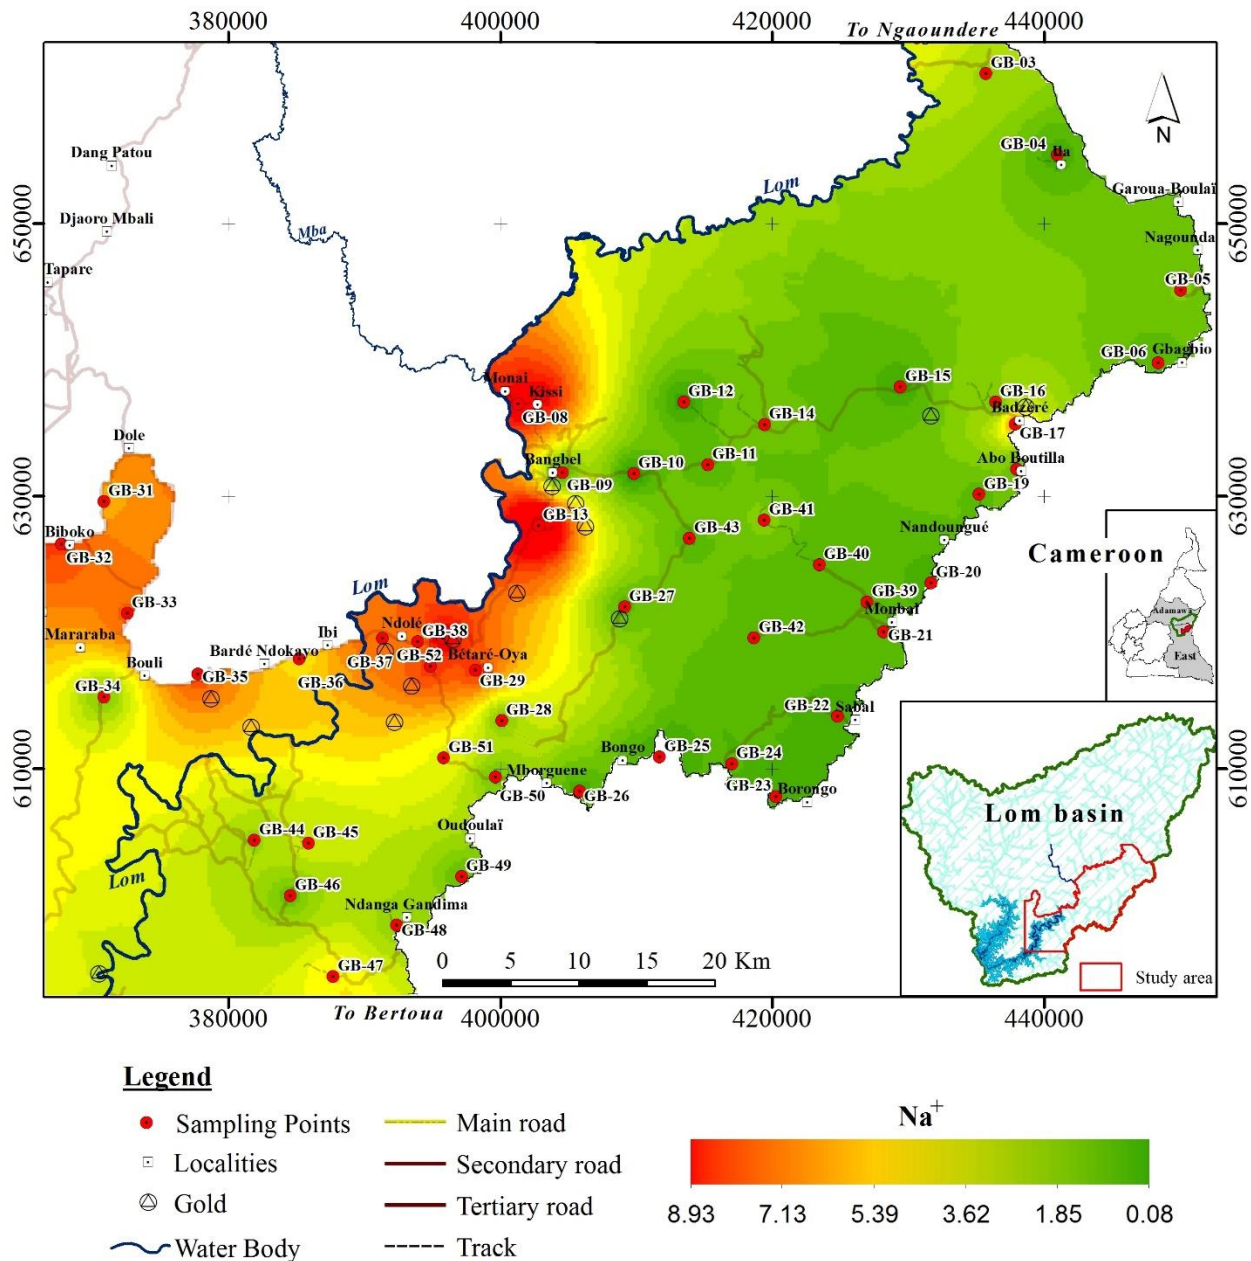 380000
400000
420000
440000
To Ngaoundere
GB-03
N
GB-04
Ila
Dang Patou
Lom
Garoua-Boulaï
Djaoro Mbali
Mba
650000
650000
Nagounda
Tapare
GB-05
Gbagbio
GB-06
Monai
Kissi
GB-08
GB-12
GB-15
GB-16
Badzéré
GB-14
GB-17
Dole
Bangbel
GB-10
GB-11
Abo Boutilla
GB-09
GB-19
GB-31
630000
630000
GB-13
GB-41
GB-43
Nandoungué
Biboko
GB-32
Cameroon
Adamawa
East
GB-40
Lom
GB-20
GB-33
GB-27
GB-39
Monbal
Ndolé
GB-38
GB-42
GB-21
Mararaba
Ibi
Bardé Ndokayo
GB-37
GB-52
Bétaré-Oya
Bouli
GB-35
GB-36
GB-29
GB-34
GB-28
GB-22
Sabal
GB-51
Bongo
GB-25
GB-24
610000
610000
Mborguene
GB-50
GB-26
GB-23
Borongo
Lom basin
GB-44
GB-45
Oudoulaï
Lom
GB-49
GB-46
Ndanga Gandima
GB-48
GB-47
0 5 10 15 20 Km
Study area
380000
To Bertoua
400000
420000
440000
Legend
Sampling Points
Localities
Gold
Water Body
Main road
Secondary road
Tertiary road
Track
Na+
8.93 7.13 5.39 3.62 1.85 0.08